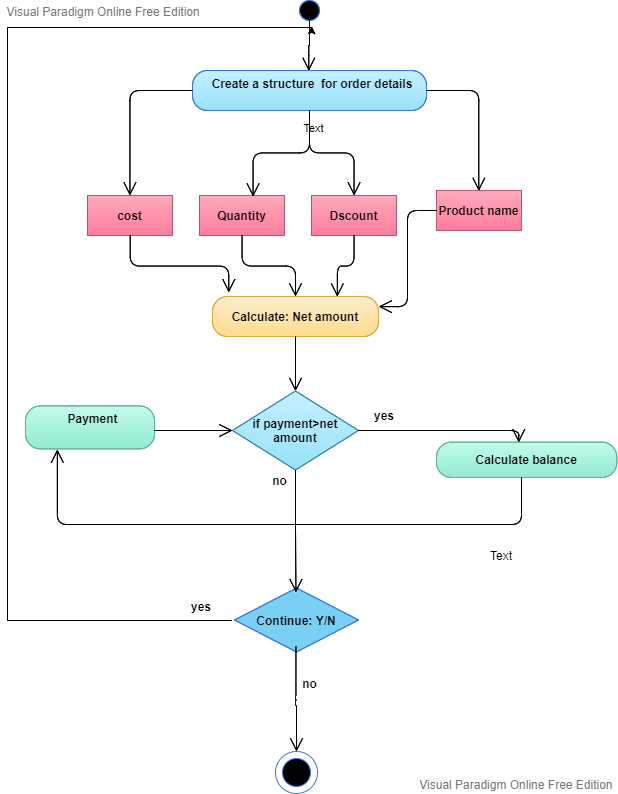 Visual Paradigm Online Free Edition
Create a structure  for order details
Text
cost
Quantity
Dscount
Product name
Calculate: Net amount
Payment
if payment>net
amount
yes
Calculate balance
no
Text
yes
Continue: Y/N
no
Visual Paradigm Online Free Edition